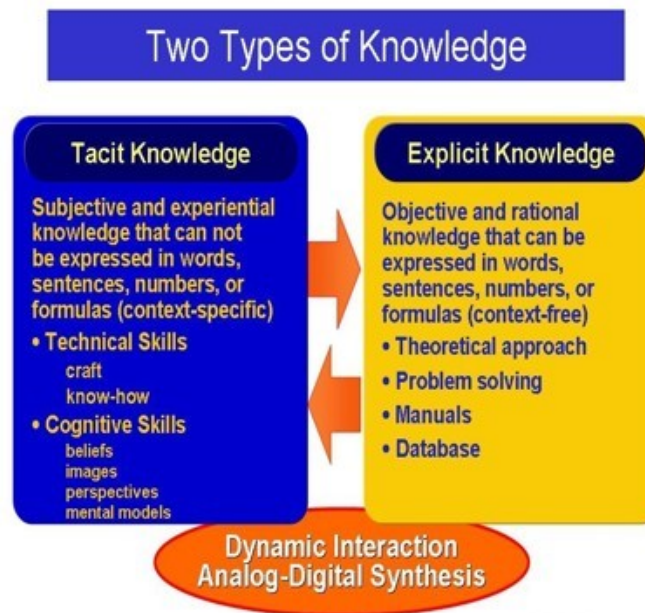 Two Types of Knowledge
Tacit Knowledge
Subjective and experiential
knowledge that can not
be expressed in words,
sentences, numbers, or
formulas (context-specific)
• Technical Skills
craft
know-how
• Cognitive Skills
beliefs
images
perspectives
mental models
Explicit Knowledge
Objective and rational
knowledge that can be
expressed in words,
sentences, numbers, or
formulas (context-free)
• Theoretical approach
• Problem solving
• Manuals
• Database
Dynamic Interaction
Analog-Digital Synthesis